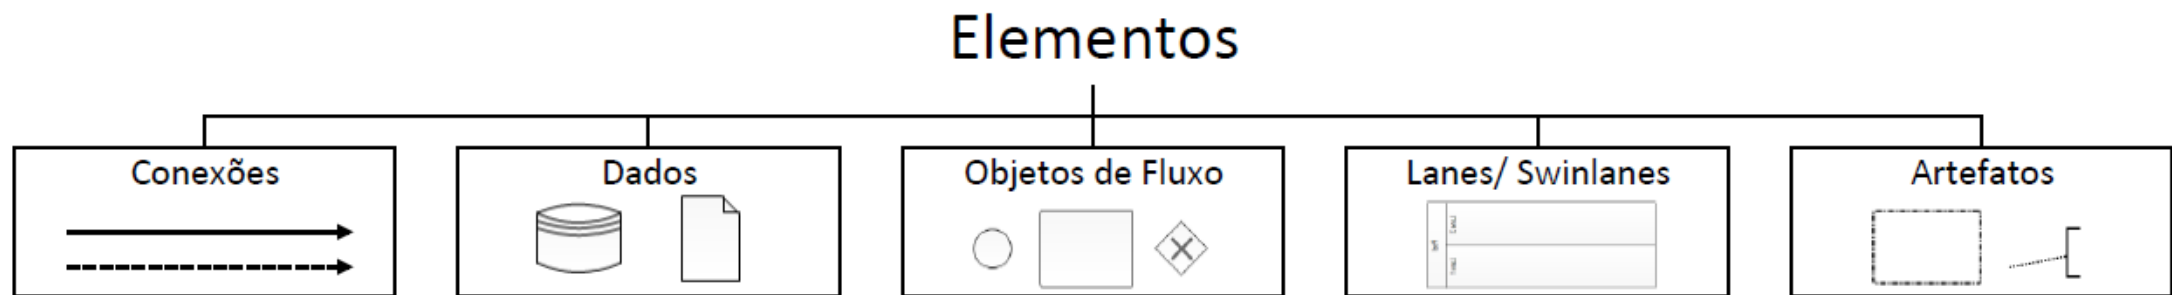 Elementos
Conexões
Dados
Objetos de Fluxo
Lanes/ Swinlanes
Artefatos